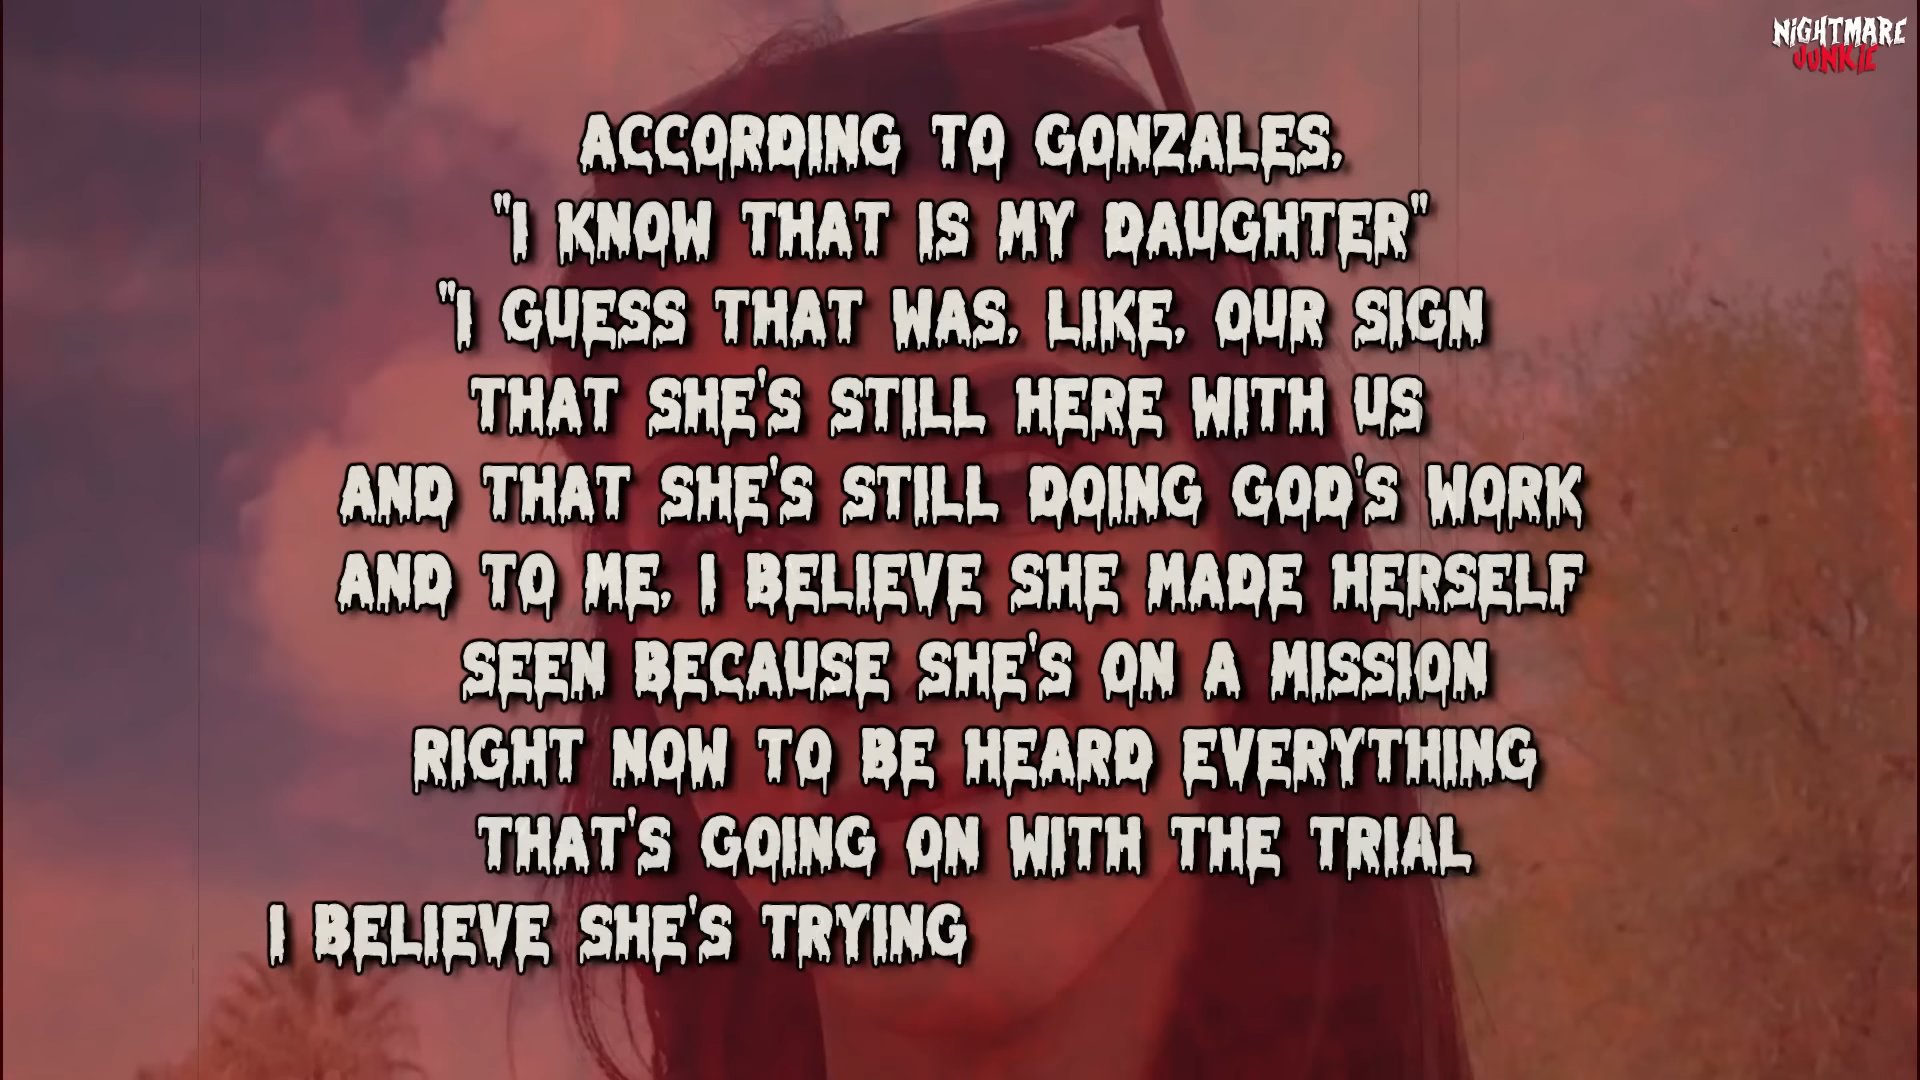 NIGHTMARE
JUNKIE
ACCORDING TO GONZALES,
"I KNOW THAT IS MY DAUGHTER"
"I GUESS THAT WAS, LIKE, OUR SIGN
THAT SHE'S STILL HERE WITH US
AND THAT SHE'S STILL DOING GOD'S WORK
AND TO ME, I BELIEVE SHE MADE HERSELF
SEEN BECAUSE SHE'S ON A MISSION
RIGHT NOW TO BE HEARD EVERYTHING
THAT'S GOING ON WITH THE TRIAL
I BELIEVE SHE'S TRYING